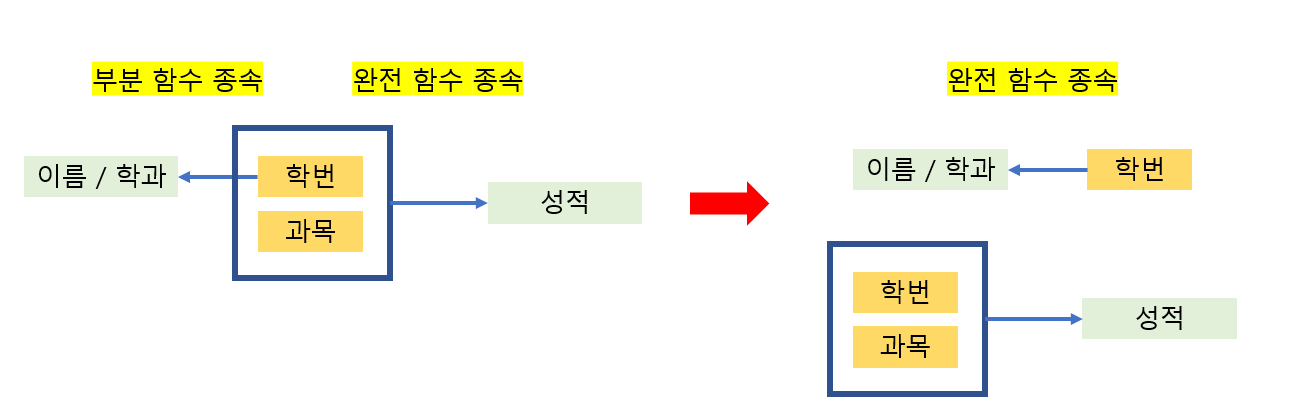 부분 함수 종속
완전 함수 종속
이름 / 학과
학번
과목
성적
완전 함수 종속
이름 / 학과
학번
학번
과목
성적